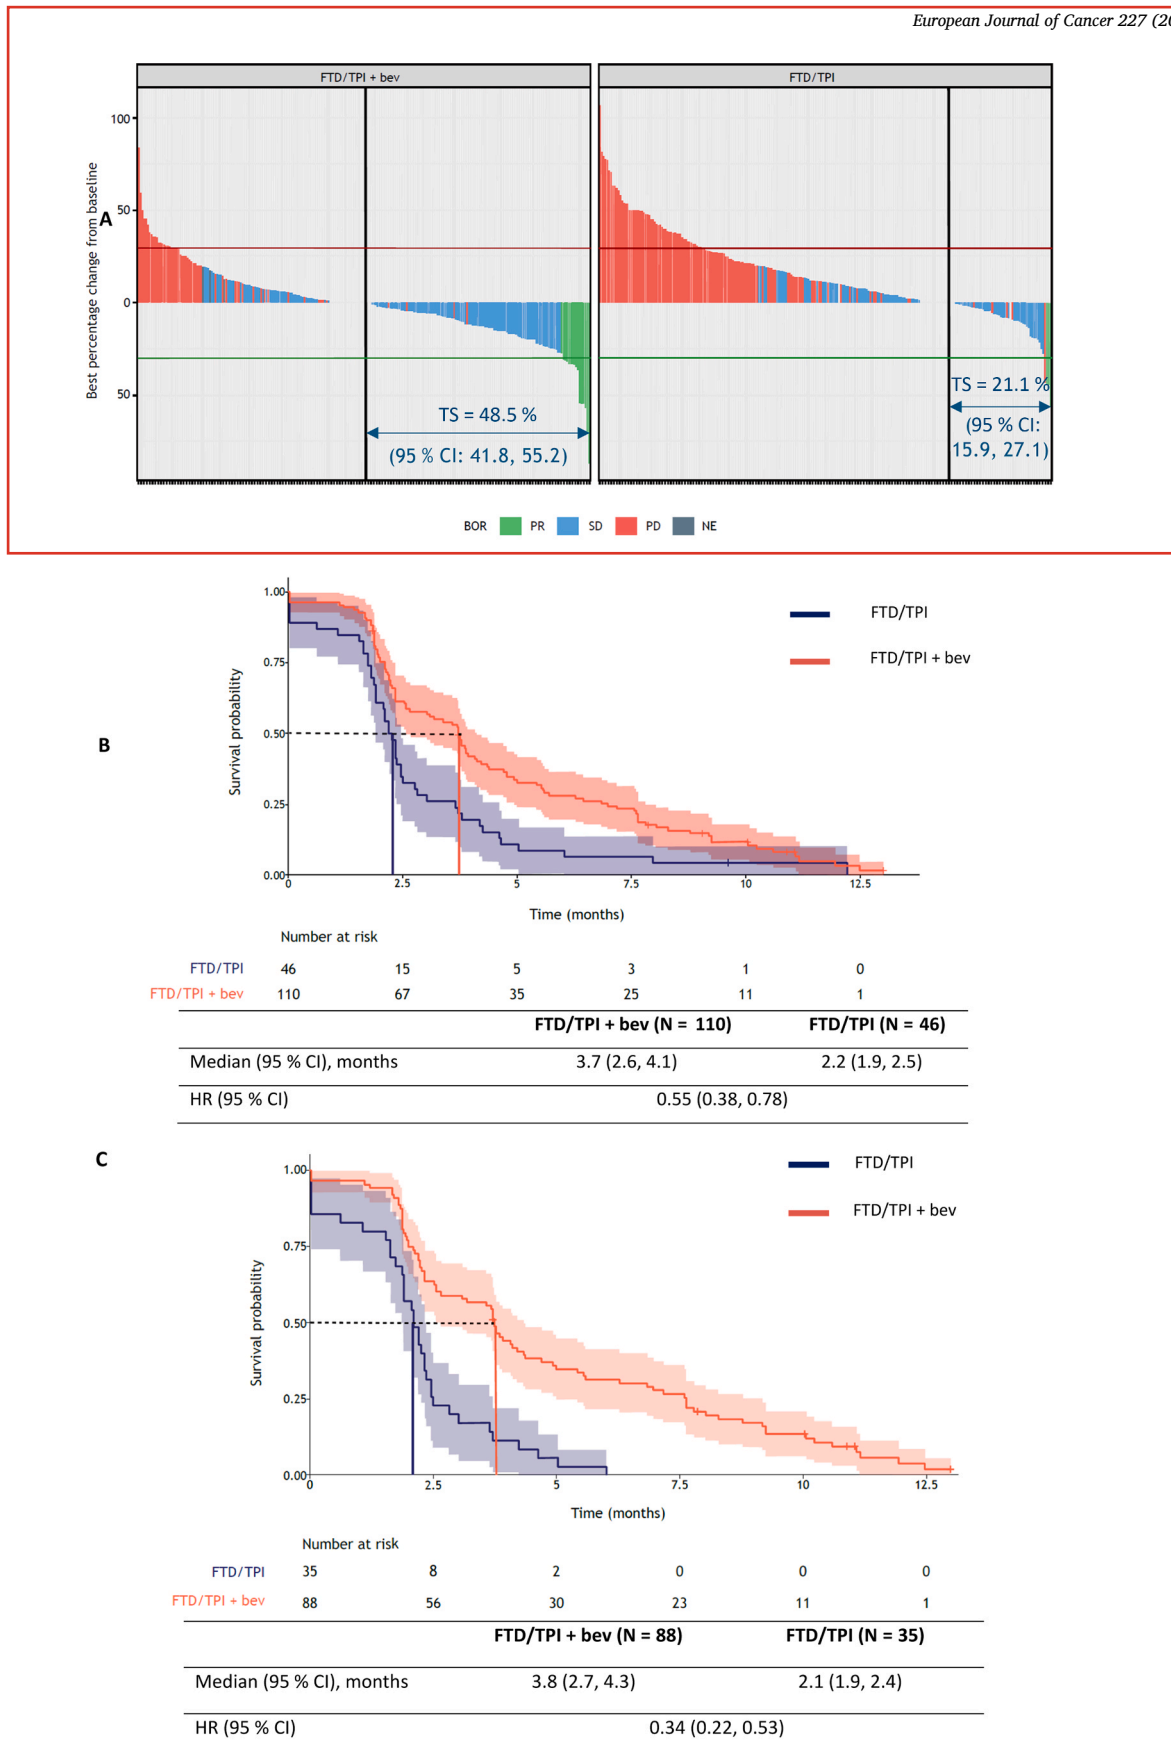 European Journal of Cancer 227 (20
FTD/TPI + bev
FTD/TPI
Best percentage change from baseline
A
100
50
0
50
TS = 48.5 %
(95 % CI: 41.8, 55.2)
TS = 21.1 %
(95 % CI:
15.9, 27.1)
BOR PR SD PD NE
B
Survival probability
1.00
0.75
0.50
0.25
0.00
0 2.5 5 7.5 10 12.5
Time (months)
FTD/TPI
FTD/TPI + bev
Number at risk
FTD/TPI 46 15 5 3 1 0
FTD/TPI + bev 110 67 35 25 11 1
FTD/TPI + bev (N = 110) FTD/TPI (N = 46)
Median (95 % CI), months 3.7 (2.6, 4.1) 2.2 (1.9, 2.5)
HR (95 % CI) 0.55 (0.38, 0.78)
C
Survival probability
1.00
0.75
0.50
0.25
0.00
0 2.5 5 7.5 10 12.5
Time (months)
FTD/TPI
FTD/TPI + bev
Number at risk
FTD/TPI 35 8 2 0 0 0
FTD/TPI + bev 88 56 30 23 11 1
FTD/TPI + bev (N = 88) FTD/TPI (N = 35)
Median (95 % CI), months 3.8 (2.7, 4.3) 2.1 (1.9, 2.4)
HR (95 % CI) 0.34 (0.22, 0.53)